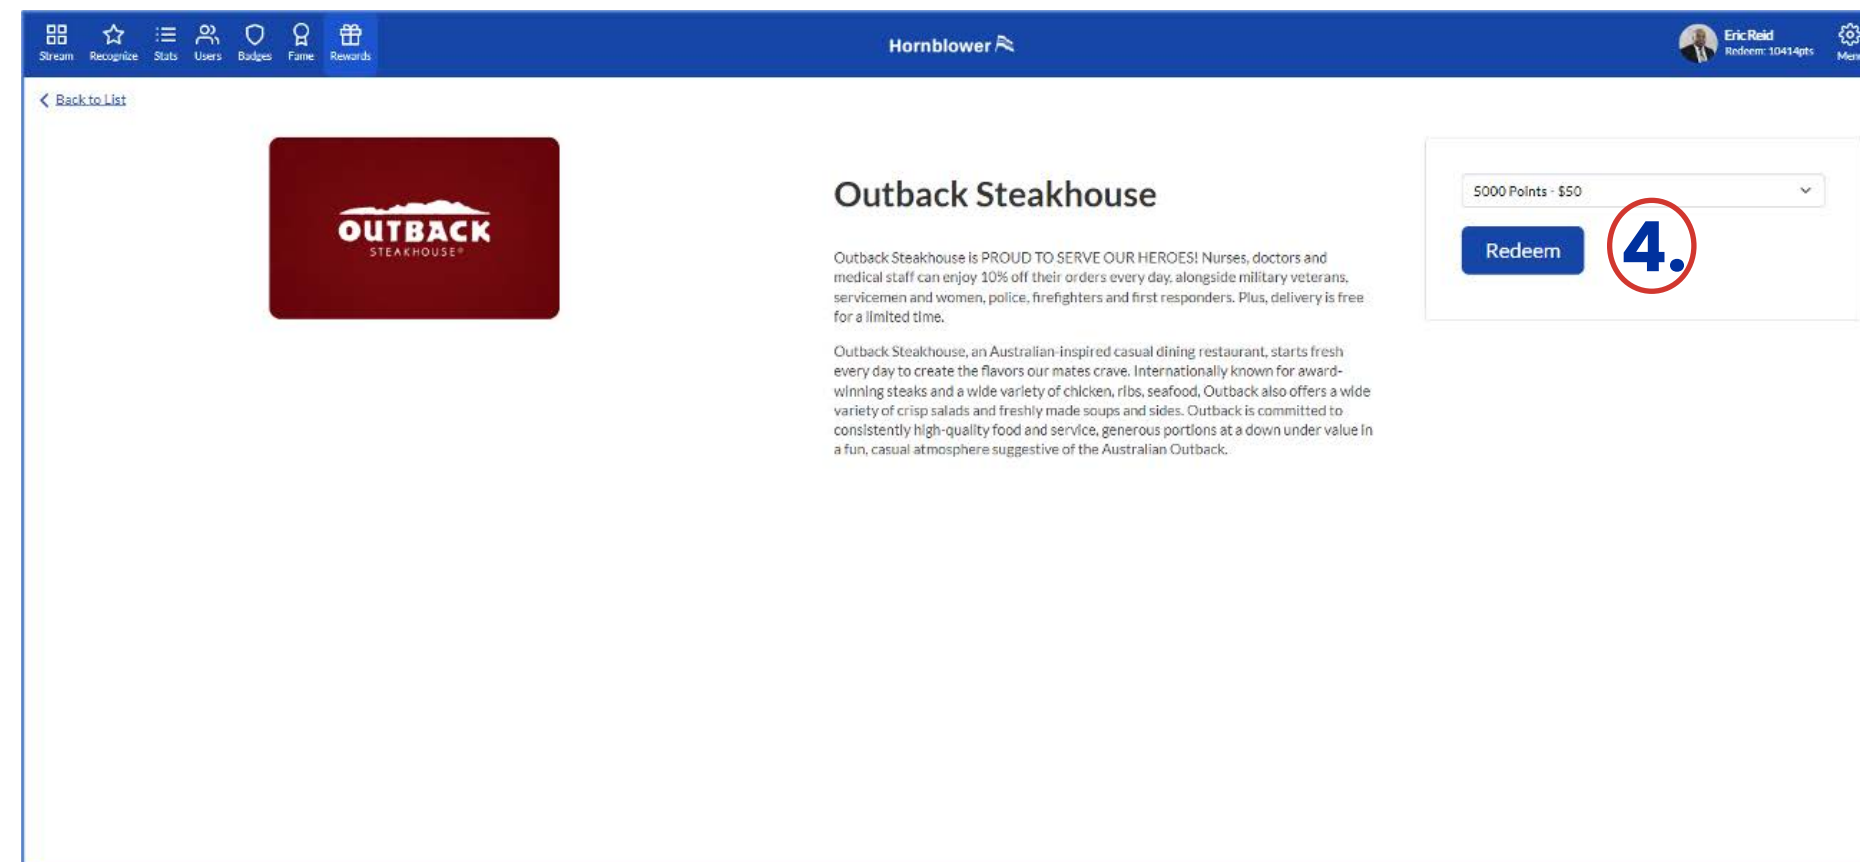 Stream Recognize Stats Users Badges Fame Rewards
Hornblower
Eric Reid
Redeem: 10414pts
Menu
Back to List
OUTBACK
STEAKHOUSE®
Outback Steakhouse
Outback Steakhouse is PROUD TO SERVE OUR HEROES! Nurses, doctors and
medical staff can enjoy 10% off their orders every day, alongside military veterans,
servicemen and women, police, firefighters and first responders. Plus, delivery is free
for a limited time.
Outback Steakhouse, an Australian-inspired casual dining restaurant, starts fresh
every day to create the flavors our mates crave. Internationally known for award-
winning steaks and a wide variety of chicken, ribs, seafood, Outback also offers a wide
variety of crisp salads and freshly made soups and sides. Outback is committed to
consistently high-quality food and service, generous portions at a down under value in
a fun, casual atmosphere suggestive of the Australian Outback.
5000 Points - $50
Redeem
4.